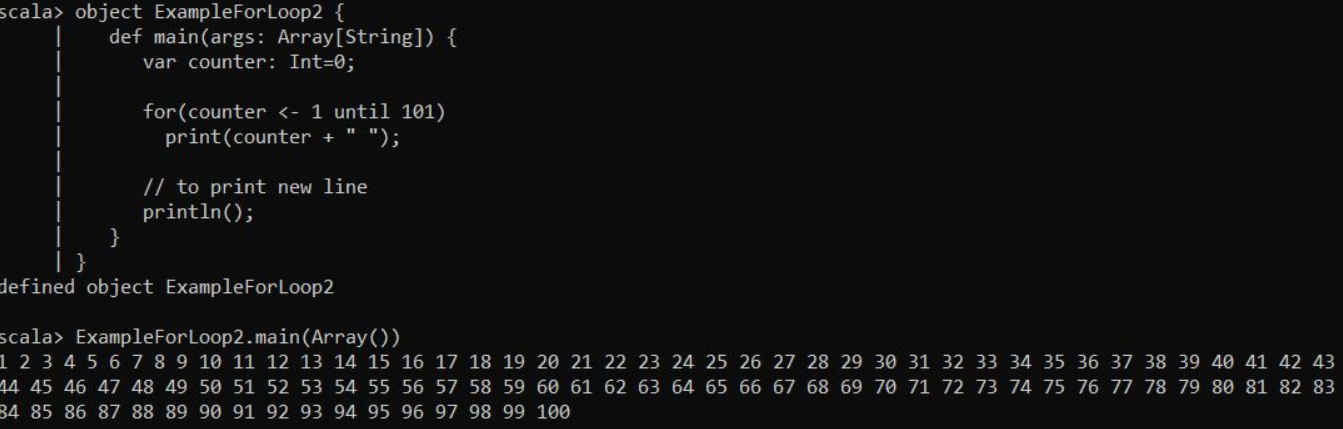 scala> object ExampleForLoop2 {
     |    def main(args: Array[String]) {
     |       var counter: Int=0;
     |
     |       for(counter <- 1 until 101)
     |         print(counter + " ");
     |
     |       // to print new line
     |       println();
     |    }
     | }
defined object ExampleForLoop2

scala> ExampleForLoop2.main(Array())
1 2 3 4 5 6 7 8 9 10 11 12 13 14 15 16 17 18 19 20 21 22 23 24 25 26 27 28 29 30 31 32 33 34 35 36 37 38 39 40 41 42 43
44 45 46 47 48 49 50 51 52 53 54 55 56 57 58 59 60 61 62 63 64 65 66 67 68 69 70 71 72 73 74 75 76 77 78 79 80 81 82 83
84 85 86 87 88 89 90 91 92 93 94 95 96 97 98 99 100